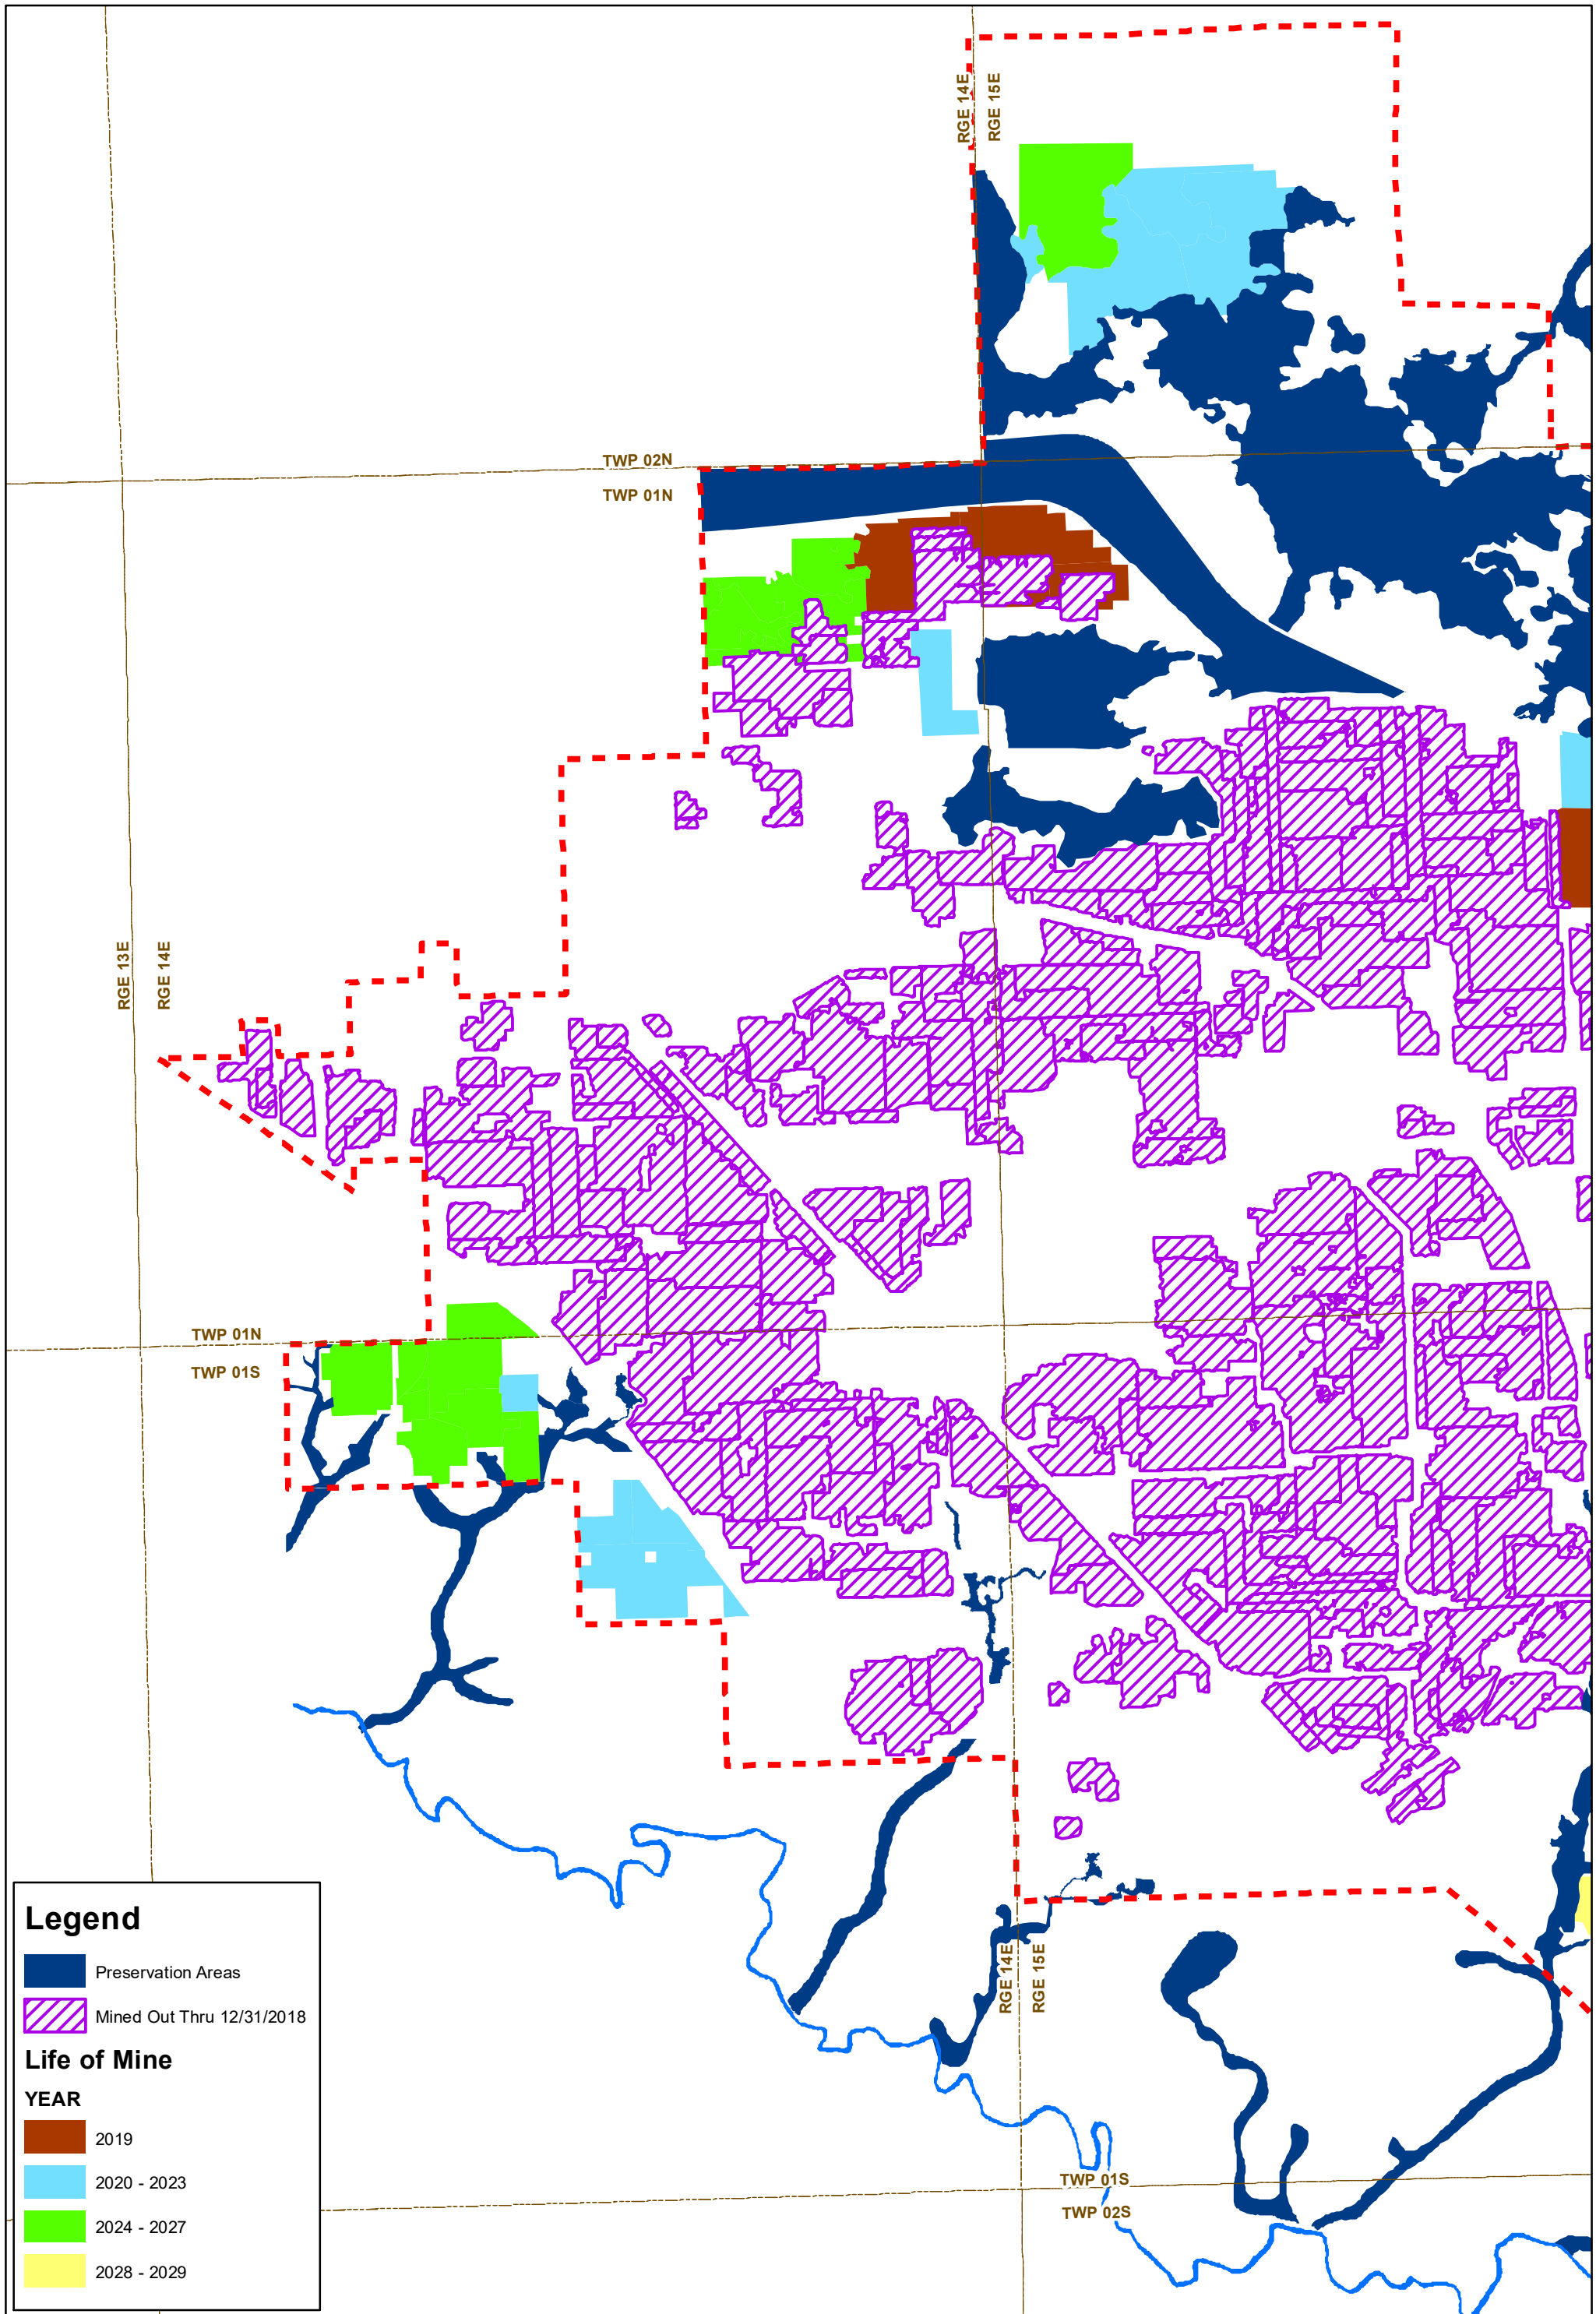 RGE 14E
RGE 15E
TWP 02N
TWP 01N
RGE 13E
RGE 14E
TWP 01N
TWP 01S
RGE 14E
RGE 15E
TWP 01S
TWP 02S
Legend
Preservation Areas
Mined Out Thru 12/31/2018
Life of Mine
YEAR
2019
2020 - 2023
2024 - 2027
2028 - 2029